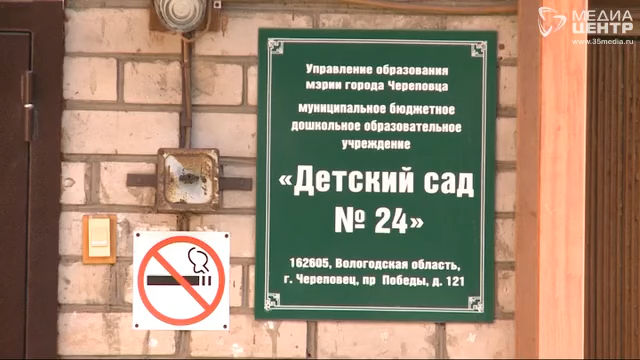 МЕДИА
ЦЕНТР
www.35media.ru
Управление образования
мэрии города Череповца
муниципальное бюджетное
дошкольное образовательное
учреждение
«Детский сад
№ 24»
162605, Вологодская область,
г. Череповец, пр Победы, д. 121